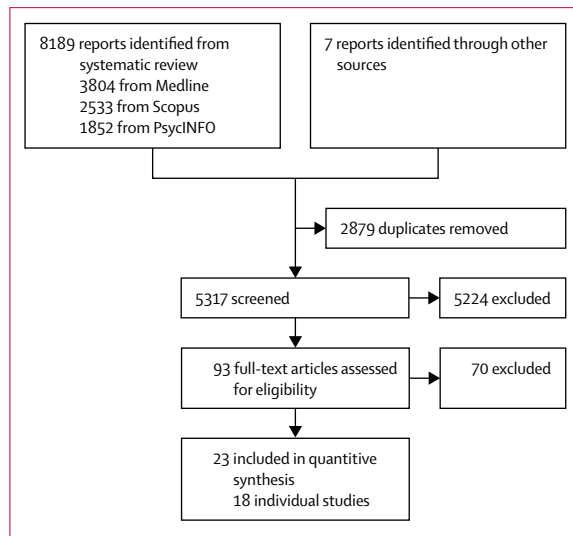 8189 reports identified from
systematic review
3804 from Medline
2533 from Scopus
1852 from PsycINFO
7 reports identified through other
sources
2879 duplicates removed
5317 screened
5224 excluded
93 full-text articles assessed
for eligibility
70 excluded
23 included in quantitive
synthesis
18 individual studies